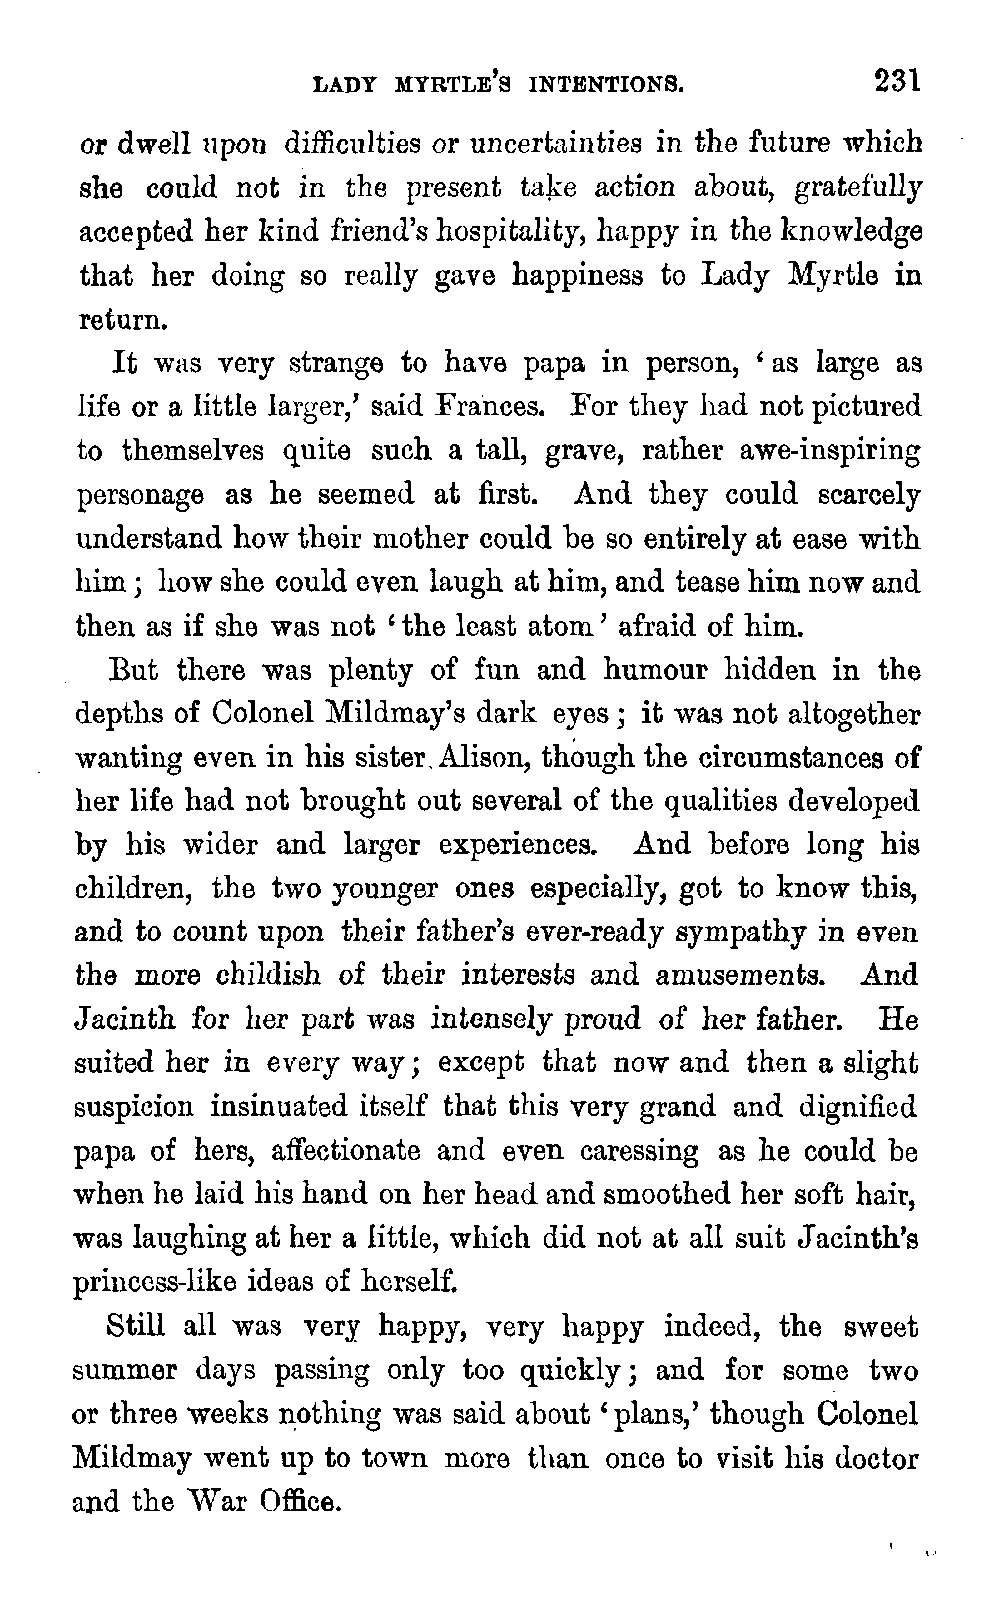 LADY MYRTLE'S INTENTIONS. 231
or dwell upon difficulties or uncertainties in the future which
she could not in the present take action about, gratefully
accepted her kind friend's hospitality, happy in the knowledge
that her doing so really gave happiness to Lady Myrtle in
return.
It was very strange to have papa in person, ‘as large as
life or a little larger,’ said Frances. For they had not pictured
to themselves quite such a tall, grave, rather awe-inspiring
personage as he seemed at first. And they could scarcely
understand how their mother could be so entirely at ease with
him; how she could even laugh at him, and tease him now and
then as if she was not ‘the least atom’ afraid of him.
But there was plenty of fun and humour hidden in the
depths of Colonel Mildmay's dark eyes; it was not altogether
wanting even in his sister Alison, though the circumstances of
her life had not brought out several of the qualities developed
by his wider and larger experiences. And before long his
children, the two younger ones especially, got to know this,
and to count upon their father's ever-ready sympathy in even
the more childish of their interests and amusements. And
Jacinth for her part was intensely proud of her father. He
suited her in every way; except that now and then a slight
suspicion insinuated itself that this very grand and dignified
papa of hers, affectionate and even caressing as he could be
when he laid his hand on her head and smoothed her soft hair,
was laughing at her a little, which did not at all suit Jacinth's
princess-like ideas of herself.
Still all was very happy, very happy indeed, the sweet
summer days passing only too quickly; and for some two
or three weeks nothing was said about ‘plans,’ though Colonel
Mildmay went up to town more than once to visit his doctor
and the War Office.